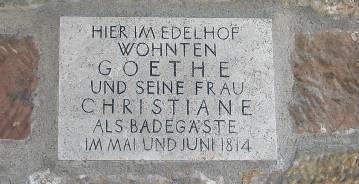 HIER IM EDELHOF
WOHNTEN
GOETHE
UND SEINE FRAU
CHRISTIANE
ALS BADEGÄSTE
IM MAI UND JUNI 1814